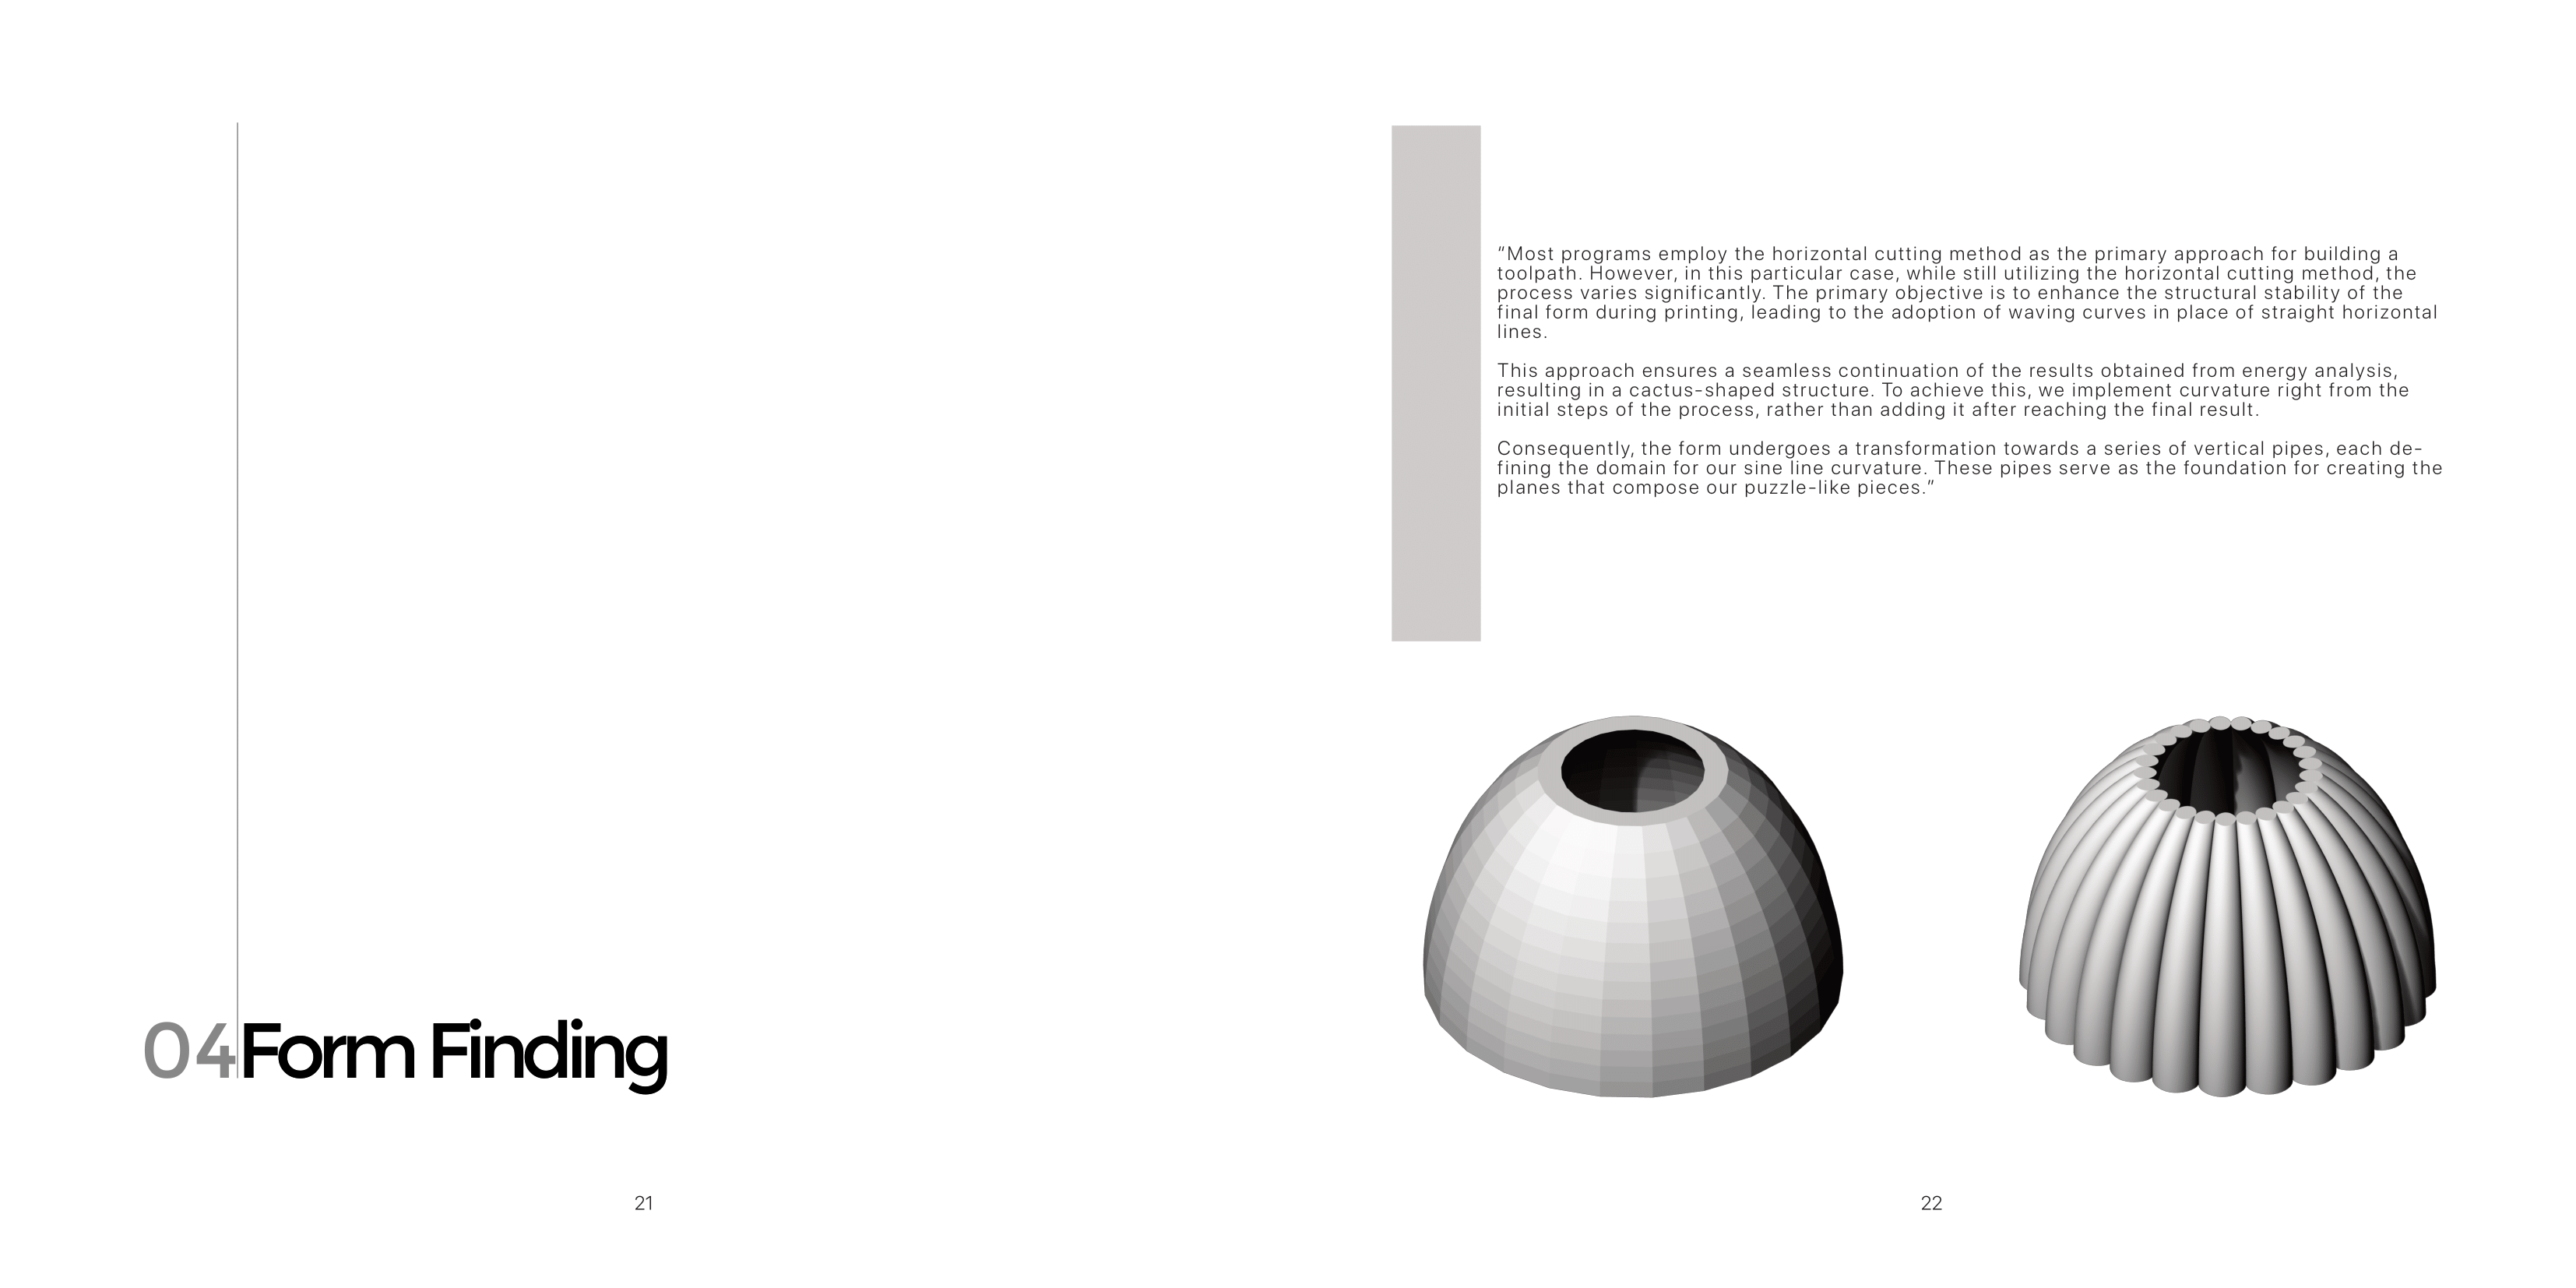 04 Form Finding
21
“Most programs employ the horizontal cutting method as the primary approach for building a
toolpath. However, in this particular case, while still utilizing the horizontal cutting method, the
process varies significantly. The primary objective is to enhance the structural stability of the
final form during printing, leading to the adoption of waving curves in place of straight horizontal
lines.
This approach ensures a seamless continuation of the results obtained from energy analysis,
resulting in a cactus-shaped structure. To achieve this, we implement curvature right from the
initial steps of the process, rather than adding it after reaching the final result.
Consequently, the form undergoes a transformation towards a series of vertical pipes, each de-
fining the domain for our sine line curvature. These pipes serve as the foundation for creating the
planes that compose our puzzle-like pieces.”
22